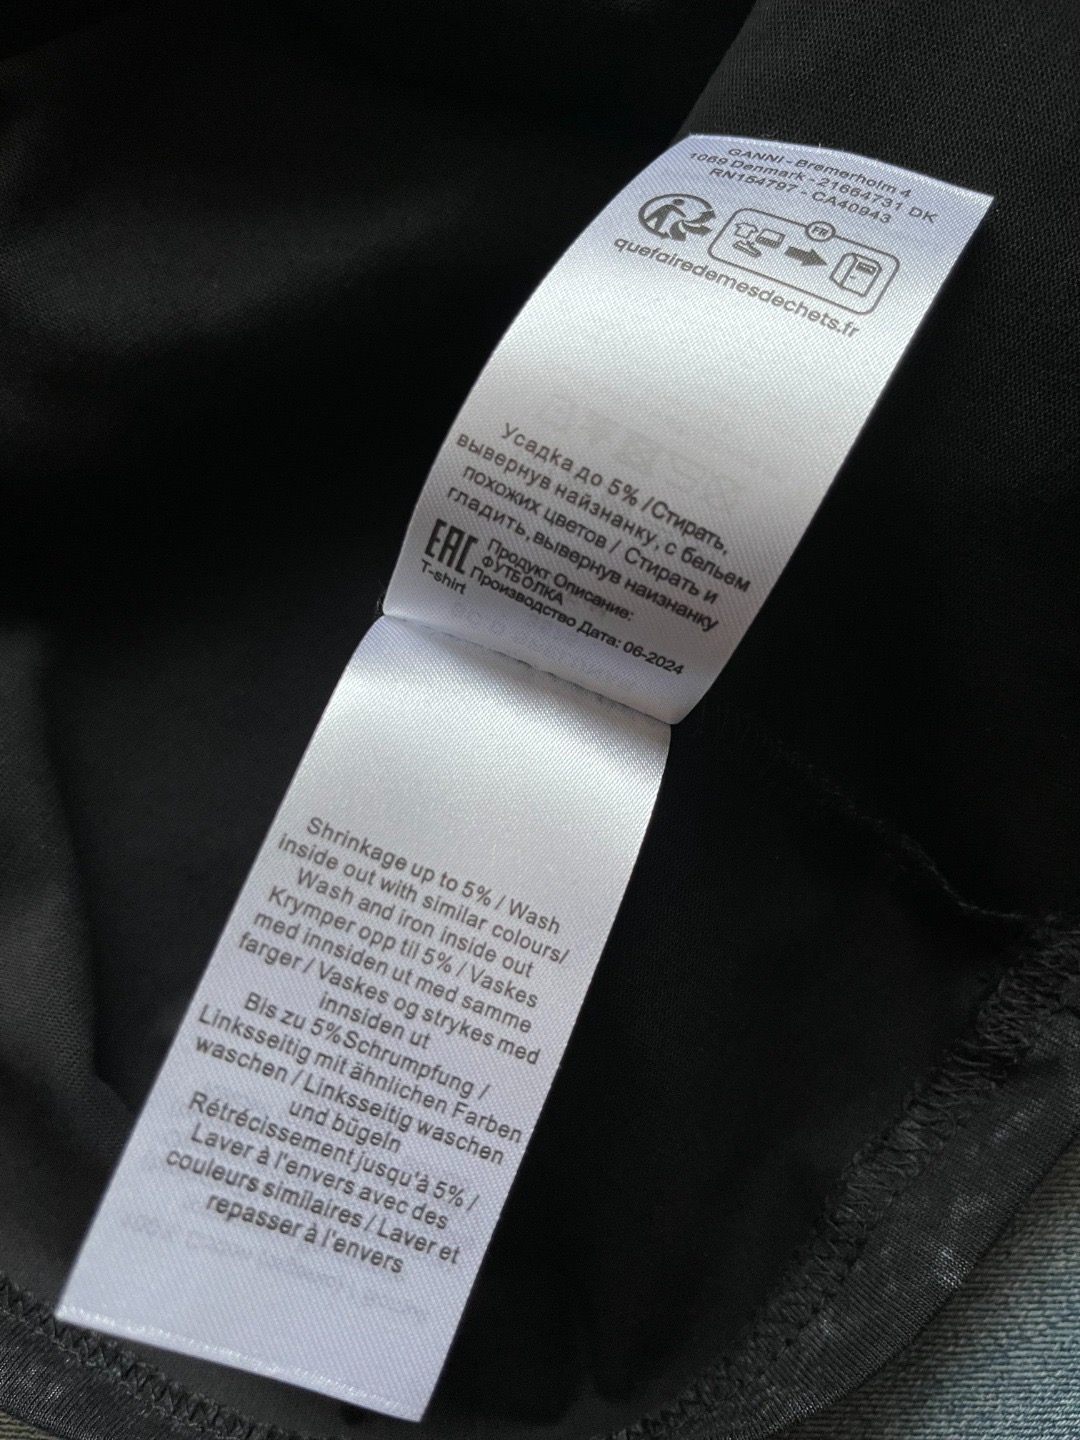 GANNI - Bremerholm 4
1069 Denmark - 21664731 DK
RN154797 - CA40943
FR
quefairedemesdechets.fr
Усадка до 5% /Стирать,
вывернув найзнанку, с бельем
похожих цветов / Стирать и
гладить, вывернув наизнанку
EAC
Продукт Описание:
ФУТБОЛКА
Производство Дата: 06-2024
T-shirt
Shrinkage up to 5% / Wash
inside out with similar colours/
Wash and iron inside out
Krymper opp til 5% / Vaskes
med innsiden ut med samme
farger / Vaskes og strykes med
innsiden ut
Bis zu 5%Schrumpfung /
Linksseitig mit ähnlichen Farben
waschen / Linksseitig waschen
und bügeln
Rétrécissement jusqu'à 5% /
Laver à l'envers avec des
couleurs similaires / Laver et
repasser à l'envers